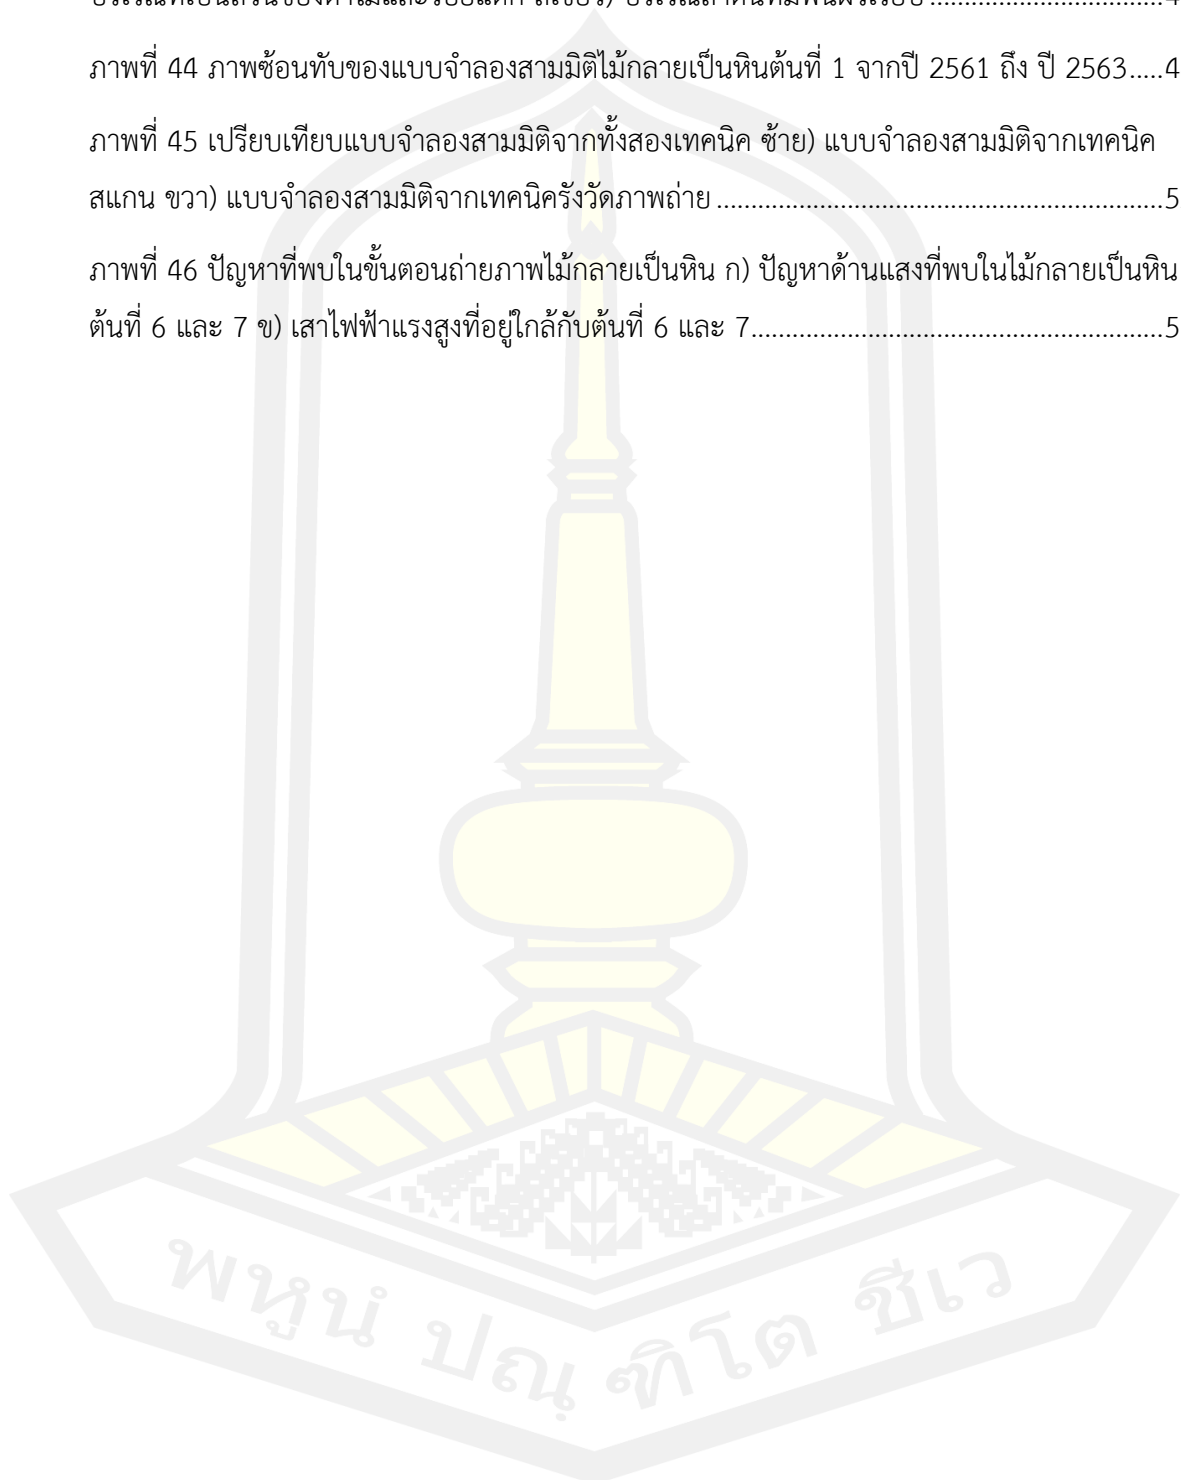 ภาพที่ 44 ภาพซ้อนทับของแบบจำลองสามมิติไม้กลายเป็นหินต้นที่ 1 จากปี 2561 ถึง ปี 2563.....4
ภาพที่ 45 เปรียบเทียบแบบจำลองสามมิติจากทั้งสองเทคนิค ซ้าย) แบบจำลองสามมิติจากเทคนิค
สแกน ขวา) แบบจำลองสามมิติจากเทคนิครังวัดภาพถ่าย.................................................................5
ภาพที่ 46 ปัญหาที่พบในขั้นตอนถ่ายภาพไม้กลายเป็นหิน ก) ปัญหาด้านแสงที่พบในไม้กลายเป็นหิน
ต้นที่ 6 และ 7 ข) เสาไฟฟ้าแรงสูงที่อยู่ใกล้กับต้นที่ 6 และ 7............................................................5
พหูนํ ปณฺฑิโต ชีเว